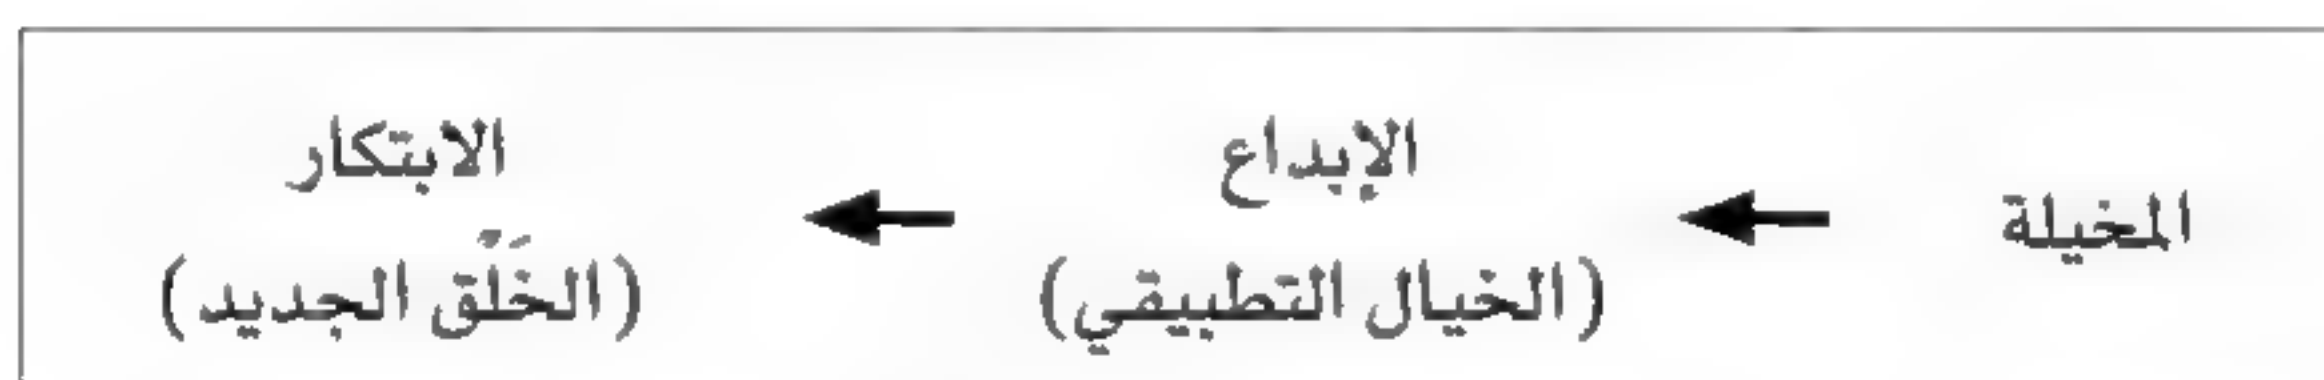 المخيلة
الإبداع
(الخيال التطبيقي)
الابتكار
(الخَلْق الجديد)